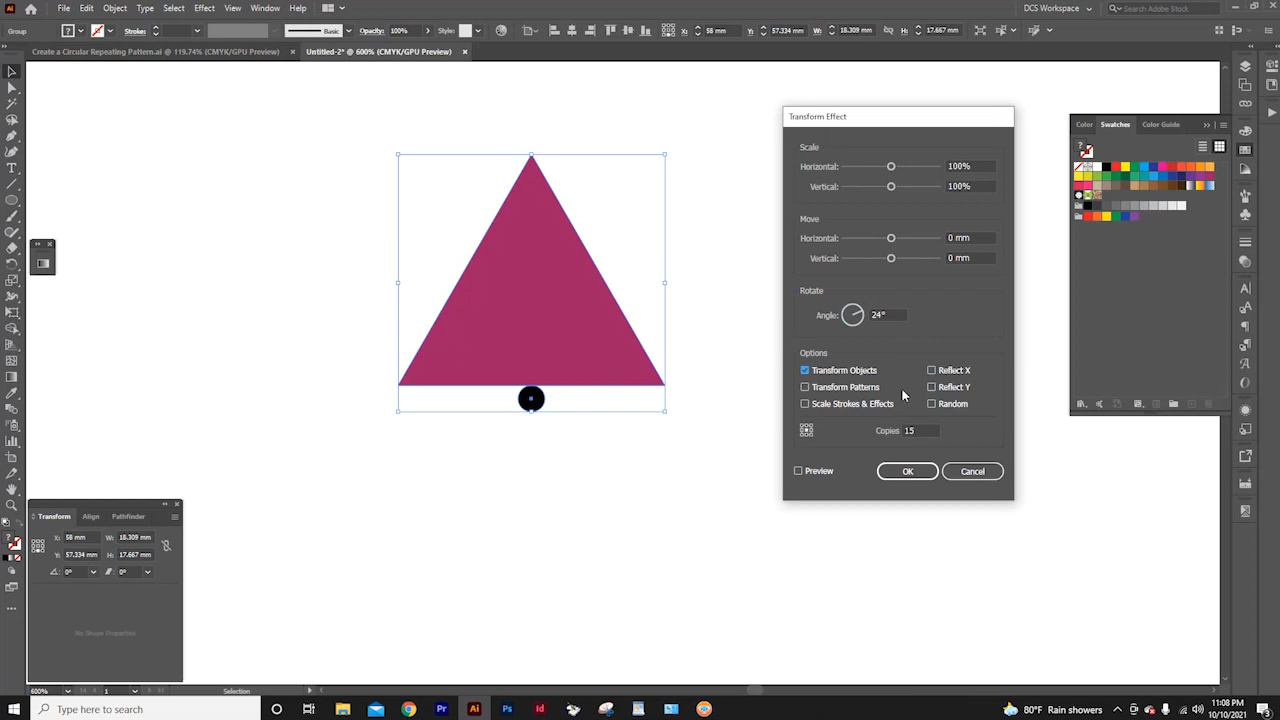 Ai File Edit Object Type Select Effect View Window Help DCS Workspace Search Adobe Stock
Group ? Stroke: Basic Opacity: 100% Style: X: 58 mm Y: 57.334 mm W: 18.309 mm H: 17.667 mm
Create a Circular Repeating Pattern.ai @ 119.74% (CMYK/GPU Preview) × Untitled-2* @ 600% (CMYK/GPU Preview) ×
Transform Effect
Color Swatches Color Guide
Scale
Horizontal: 100%
Vertical: 100%
Move
Horizontal: 0 mm
Vertical: 0 mm
Rotate
Angle: 24°
Options
Transform Objects Reflect X
Transform Patterns Reflect Y
Scale Strokes & Effects Random
Copies 15
Preview OK Cancel
Transform Align Pathfinder
X: 58 mm W: 18.309 mm
Y: 57.334 mm H: 17.667 mm
0° 0°
No Shape Properties
600% 1 Selection
Type here to search Pr Ai Ps Id 80°F Rain showers 11:08 PM
10/10/2021